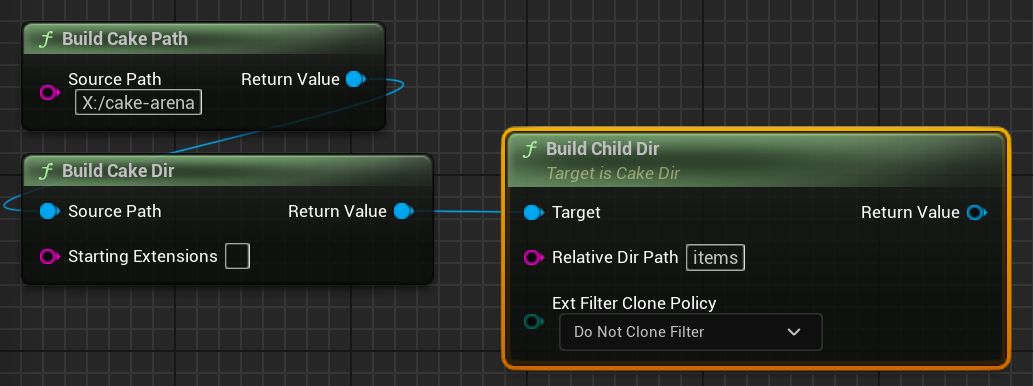 f Build Cake Path
Source Path
Return Value
X:/cake-arena
f Build Cake Dir
Source Path
Return Value
Starting Extensions
f Build Child Dir
Target is Cake Dir
Target
Return Value
Relative Dir Path items
Ext Filter Clone Policy
Do Not Clone Filter